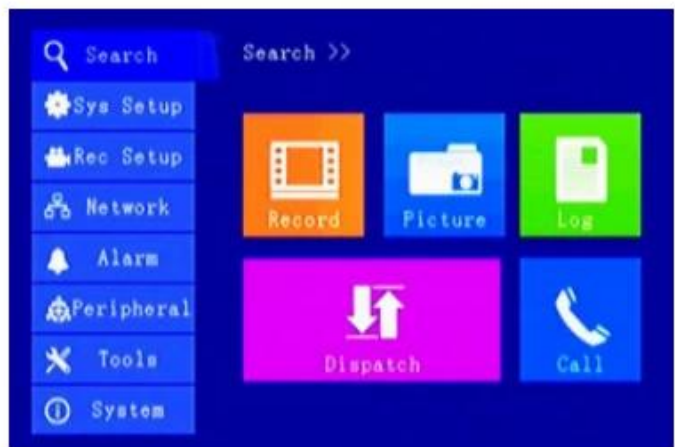 Search
Sys Setup
Rec Setup
Network
Alarm
Peripheral
Tools
System
Search >>
Record
Picture
Log
Dispatch
Call